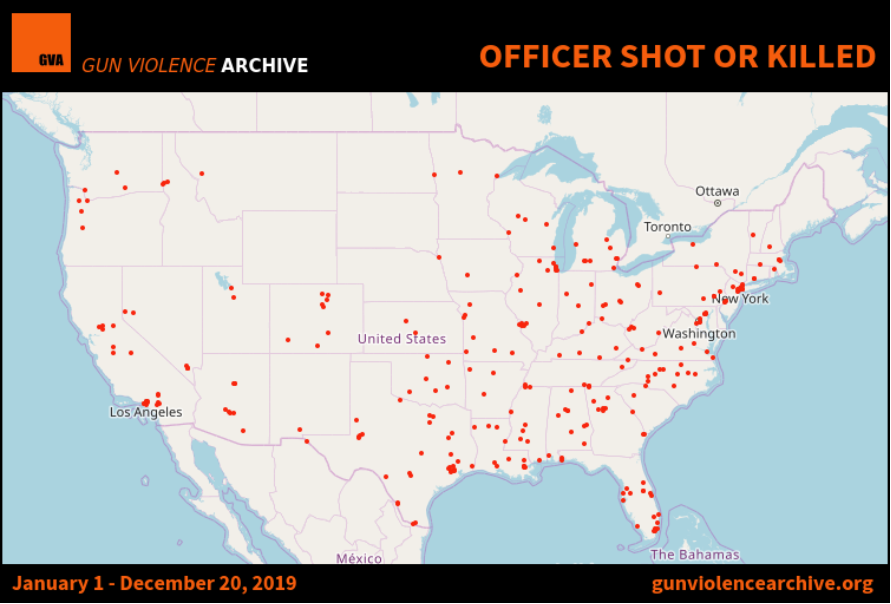 GVA
GUN VIOLENCE ARCHIVE
OFFICER SHOT OR KILLED
Ottawa
Toronto
New York
United States
Washington
Los Angeles
México
The Bahamas
January 1 - December 20, 2019
gunviolencearchive.org